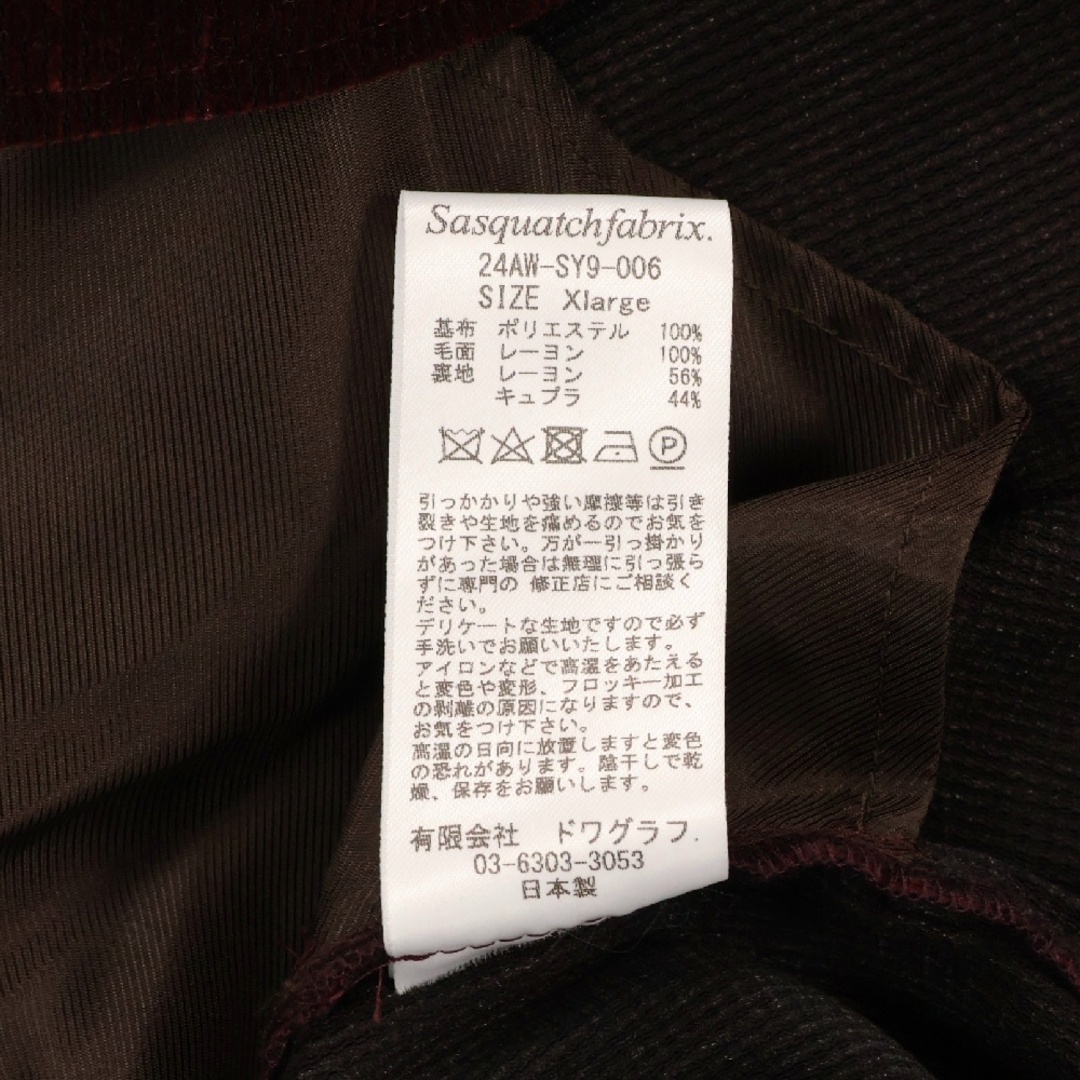 Sasquatchfabrix.
24AW-SY9-006
SIZE Xlarge
基布 ポリエステル 100%
毛面 レーヨン 100%
裏地 レーヨン 56%
キュプラ 44%
P
引っかかりや強い摩擦等は引き
裂きや生地を痛めるのでお気を
つけ下さい。万が一引っ掛かり
があった場合は無理に引っ張ら
ずに専門の 修正店にご相談く
ださい。
デリケートな生地ですので必ず
手洗いでお願いいたします。
アイロンなどで高温をあたえる
と変色や変形、フロッキー加工
の剥離の原因になりますので、
お気をつけ下さい。
高温の日向に放置しますと変色
の恐れがあります。陰干しで乾
燥、保存をお願いします。
有限会社 ドワグラフ.
03-6303-3053
日本製